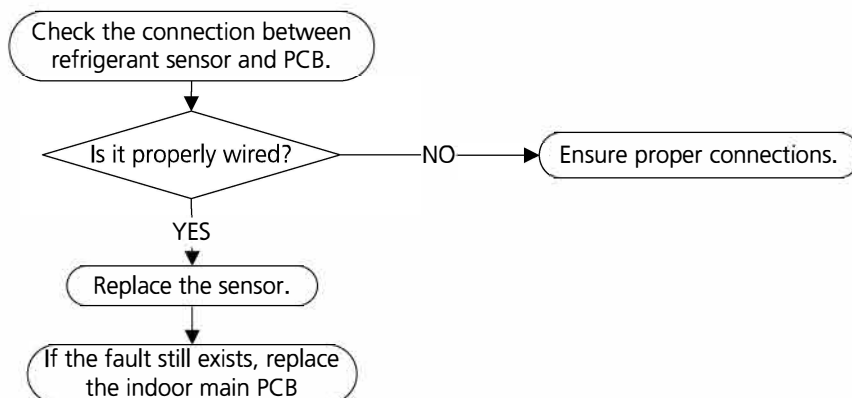 Check the connection between
refrigerant sensor and PCB.
Is it properly wired?
NO
Ensure proper connections.
YES
Replace the sensor.
If the fault still exists, replace
the indoor main PCB